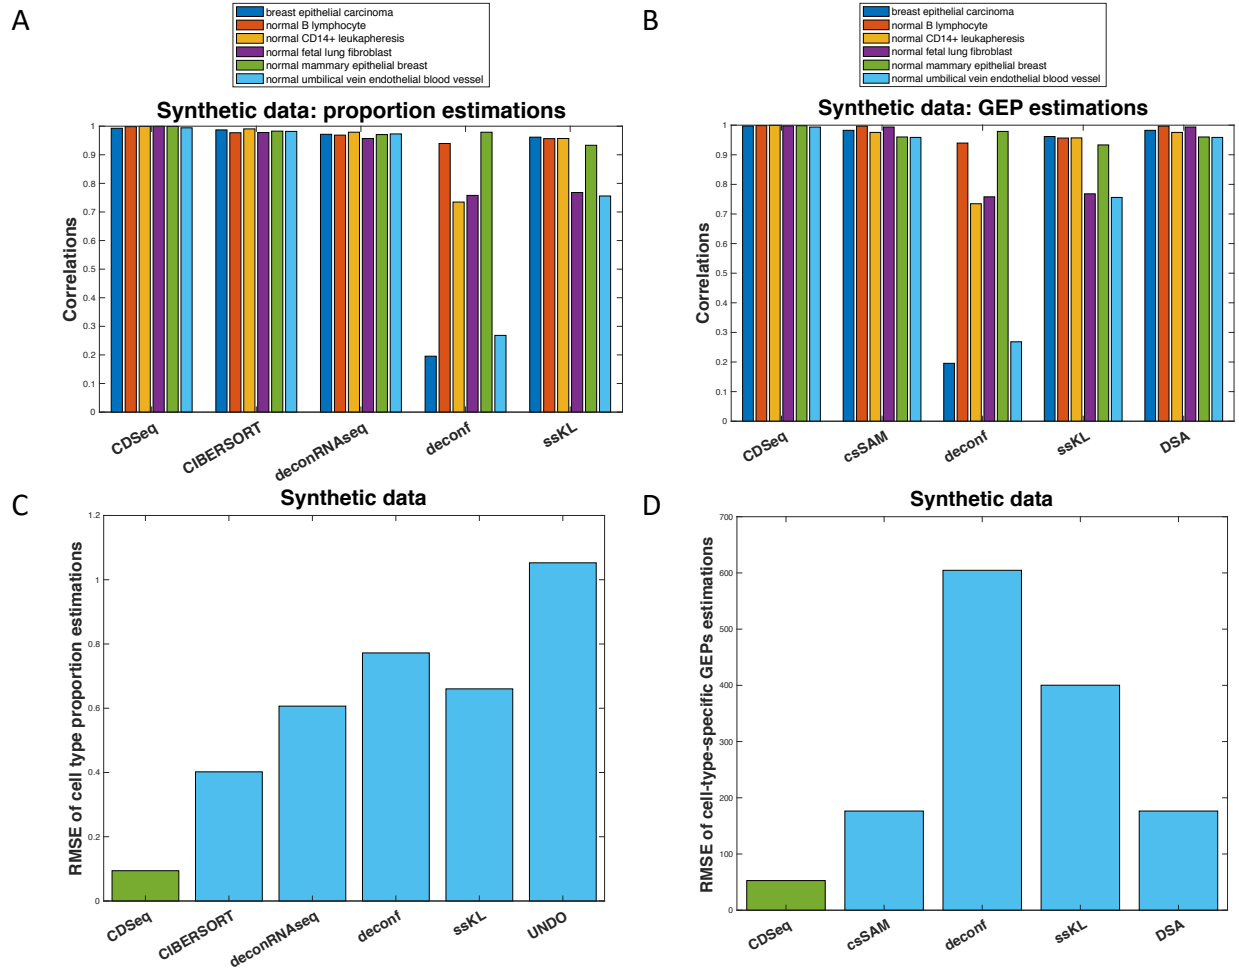 A
breast epithelial carcinoma
normal B lymphocyte
normal CD14+ leukapheresis
normal fetal lung fibroblast
normal mammary epithelial breast
normal umbilical vein endothelial blood vessel
Synthetic data: proportion estimations
Correlations
1
0.9
0.8
0.7
0.6
0.5
0.4
0.3
0.2
0.1
0
CDSeq
CIBERSORT
deconRNAseq
deconf
ssKL
B
breast epithelial carcinoma
normal B lymphocyte
normal CD14+ leukapheresis
normal fetal lung fibroblast
normal mammary epithelial breast
normal umbilical vein endothelial blood vessel
Synthetic data: GEP estimations
Correlations
1
0.9
0.8
0.7
0.6
0.5
0.4
0.3
0.2
0.1
0
CDSeq
csSAM
deconf
ssKL
DSA
C
Synthetic data
RMSE of cell type proportion estimations
1.2
1
0.8
0.6
0.4
0.2
0
CDSeq
CIBERSORT
deconRNAseq
deconf
ssKL
UNDO
D
Synthetic data
RMSE of cell-type-specific GEPs estimations
700
600
500
400
300
200
100
0
CDSeq
csSAM
deconf
ssKL
DSA